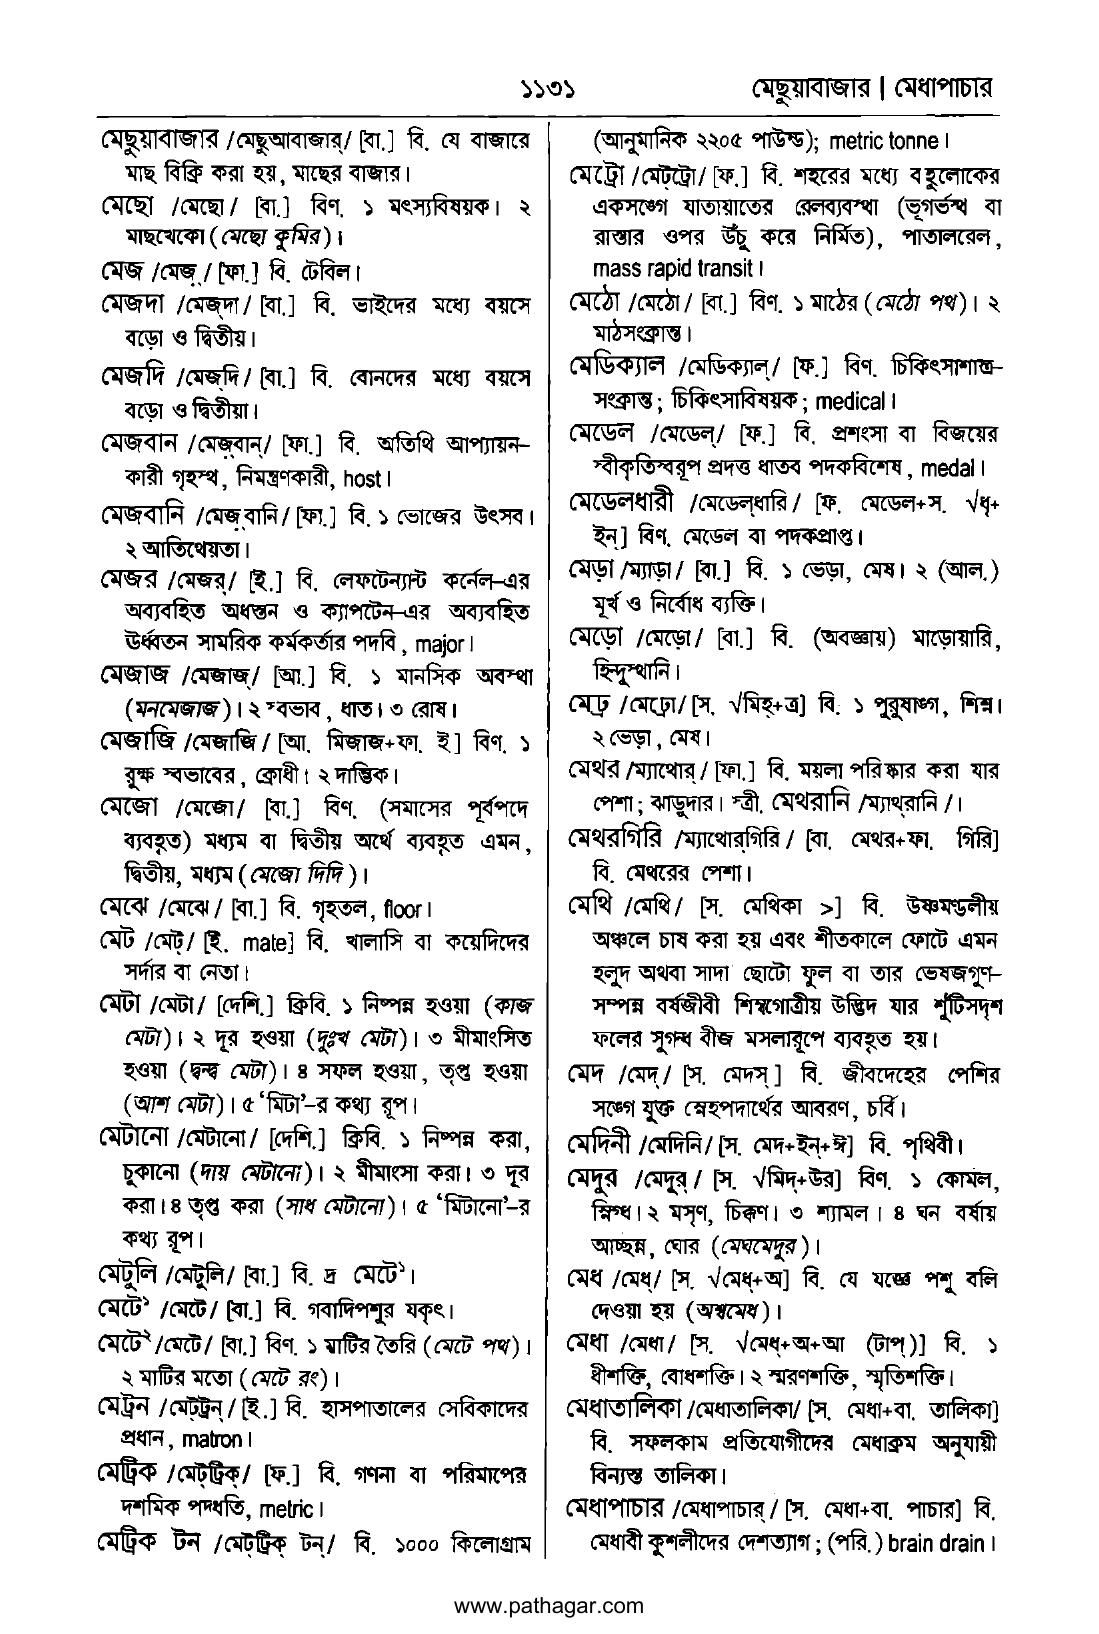 ১১৩১
মেছুয়াবাজার | মেধাপাচার
মেছুয়াবাজার /মেছুআবাজার্/ [বা.] বি. যে বাজারে
মাছ বিক্রি করা হয়, মাছের বাজার।
মেছো /মেছো/ [বা.] বিণ. ১ মৎস্যবিষয়ক। ২
মাছখেকো (মেছো কুমির)।
মেজ /মেজ়্/ [ফা.] বি. টেবিল।
মেজদা /মেজ্‌দা/ [বা.] বি. ভাইদের মধ্যে বয়সে
বড়ো ও দ্বিতীয়।
মেজদি /মেজ্‌দি/ [বা.] বি. বোনদের মধ্যে বয়সে
বড়ো ও দ্বিতীয়া।
মেজবান /মেজ়্‌বান্/ [ফা.] বি. অতিথি আপ্যায়ন-
কারী গৃহস্থ, নিমন্ত্রণকারী, host।
মেজবানি /মেজ়্‌বানি/ [ফা.] বি. ১ ভোজের উৎসব।
২ আতিথেয়তা।
মেজর /মেজর্/ [ই.] বি. লেফটেন্যান্ট কর্নেল-এর
অব্যবহিত অধস্তন ও ক্যাপটেন-এর অব্যবহিত
ঊর্ধ্বতন সামরিক কর্মকর্তার পদবি, major।
মেজাজ /মেজাজ্/ [আ.] বি. ১ মানসিক অবস্থা
(মনমেজাজ)। ২ স্বভাব, ধাত। ৩ রোষ।
মেজাজি /মেজাজি/ [আ. মিজাজ+ফা. ই] বিণ. ১
রুক্ষ স্বভাবের, ক্রোধী। ২ দাম্ভিক।
মেজো /মেজো/ [বা.] বিণ. (সমাসের পূর্বপদে
ব্যবহৃত) মধ্যম বা দ্বিতীয় অর্থে ব্যবহৃত এমন,
দ্বিতীয়, মধ্যম (মেজো দিদি)।
মেঝে /মেঝে/ [বা.] বি. গৃহতল, floor।
মেট /মেট্/ [ই. mate] বি. খালাসি বা কয়েদিদের
সর্দার বা নেতা।
মেটা /মেটা/ [দেশি.] ক্রিবি. ১ নিষ্পন্ন হওয়া (কাজ
মেটা)। ২ দূর হওয়া (দুঃখ মেটা)। ৩ মীমাংসিত
হওয়া (দ্বন্দ্ব মেটা)। ৪ সফল হওয়া, তৃপ্ত হওয়া
(আশ মেটা)। ৫ ‘মিটা’-র কথ্য রূপ।
মেটানো /মেটানো/ [দেশি.] ক্রিবি. ১ নিষ্পন্ন করা,
চুকানো (দায় মেটানো)। ২ মীমাংসা করা। ৩ দূর
করা। ৪ তৃপ্ত করা (সাধ মেটানো)। ৫ ‘মিটানো’-র
কথ্য রূপ।
মেটুলি /মেটুলি/ [বা.] বি. দ্র মেটে¹।
মেটে¹ /মেটে/ [বা.] বি. গবাদিপশুর যকৃৎ।
মেটে² /মেটে/ [বা.] বিণ. ১ মাটির তৈরি (মেটে পথ)।
২ মাটির মতো (মেটে রং)।
মেট্রন /মেট্‌ট্রন্/ [ই.] বি. হাসপাতালের সেবিকাদের
প্রধান, matron।
মেট্রিক /মেট্‌ট্রিক্/ [ফ.] বি. গণনা বা পরিমাপের
দশমিক পদ্ধতি, metric।
মেট্রিক টন /মেট্‌ট্রিক্ টন্/ বি. ১০০০ কিলোগ্রাম
(আনুমানিক ২২০৫ পাউন্ড); metric tonne।
মেট্রো /মেট্‌ট্রো/ [ফ.] বি. শহরের মধ্যে বহুলোকের
একসঙ্গে যাতায়াতের রেলব্যবস্থা (ভূগর্ভস্থ বা
রাস্তার ওপর উঁচু করে নির্মিত), পাতালরেল,
mass rapid transit।
মেঠো /মেঠো/ [বা.] বিণ. ১ মাঠের (মেঠো পথ)। ২
মাঠসংক্রান্ত।
মেডিক্যাল /মেডিক্যাল্/ [ফ.] বিণ. চিকিৎসাশাস্ত্র-
সংক্রান্ত; চিকিৎসাবিষয়ক; medical।
মেডেল /মেডেল্/ [ফ.] বি. প্রশংসা বা বিজয়ের
স্বীকৃতিস্বরূপ প্রদত্ত ধাতব পদকবিশেষ, medal।
মেডেলধারী /মেডেল্‌ধারি/ [ফ. মেডেল+স. √ধৃ+
ইন্] বিণ. মেডেল বা পদকপ্রাপ্ত।
মেড়া /ম্যাড়া/ [বা.] বি. ১ ভেড়া, মেষ। ২ (আল.)
মূর্খ ও নির্বোধ ব্যক্তি।
মেড়ো /মেড়ো/ [বা.] বি. (অবজ্ঞায়) মাড়োয়ারি,
হিন্দুস্থানি।
মেঢ্র /মেঢ্রো/ [স. √মিহ্+ত্র] বি. ১ পুরুষাঙ্গ, শিশ্ন।
২ ভেড়া, মেষ।
মেথর /ম্যাথোর্/ [ফা.] বি. ময়লা পরিষ্কার করা যার
পেশা; ঝাড়ুদার। স্ত্রী. মেথরানি /ম্যাথ্‌রানি/।
মেথরগিরি /ম্যাথোর্‌গিরি/ [বা. মেথর+ফা. গিরি]
বি. মেথরের পেশা।
মেথি /মেথি/ [স. মেথিকা >] বি. উষ্ণমণ্ডলীয়
অঞ্চলে চাষ করা হয় এবং শীতকালে ফোটে এমন
হলুদ অথবা সাদা ছোটো ফুল বা তার ভেষজগুণ-
সম্পন্ন বর্ষজীবী শিম্বগোত্রীয় উদ্ভিদ যার শুঁটিসদৃশ
ফলের সুগন্ধ বীজ মসলারূপে ব্যবহৃত হয়।
মেদ /মেদ্/ [স. মেদস্] বি. জীবদেহের পেশির
সঙ্গে যুক্ত স্নেহপদার্থের আবরণ, চর্বি।
মেদিনী /মেদিনি/ [স. মেদ+ইন্+ঈ] বি. পৃথিবী।
মেদুর /মেদুর্/ [স. √মিদ্+উর] বিণ. ১ কোমল,
স্নিগ্ধ। ২ মসৃণ, চিক্কণ। ৩ শ্যামল। ৪ ঘন বর্ষায়
আচ্ছন্ন, ঘোর (মেঘমেদুর)।
মেধ /মেধ্/ [স. √মেধ্+অ] বি. যে যজ্ঞে পশু বলি
দেওয়া হয় (অশ্বমেধ)।
মেধা /মেধা/ [স. √মেধ্+অ+আ (টাপ্)] বি. ১
ধীশক্তি, বোধশক্তি। ২ স্মরণশক্তি, স্মৃতিশক্তি।
মেধাতালিকা /মেধাতালিকা/ [স. মেধা+বা. তালিকা]
বি. সফলকাম প্রতিযোগীদের মেধাক্রম অনুযায়ী
বিন্যস্ত তালিকা।
মেধাপাচার /মেধাপাচার্/ [স. মেধা+বা. পাচার] বি.
মেধাবী কুশলীদের দেশত্যাগ; (পরি.) brain drain।
www.pathagar.com